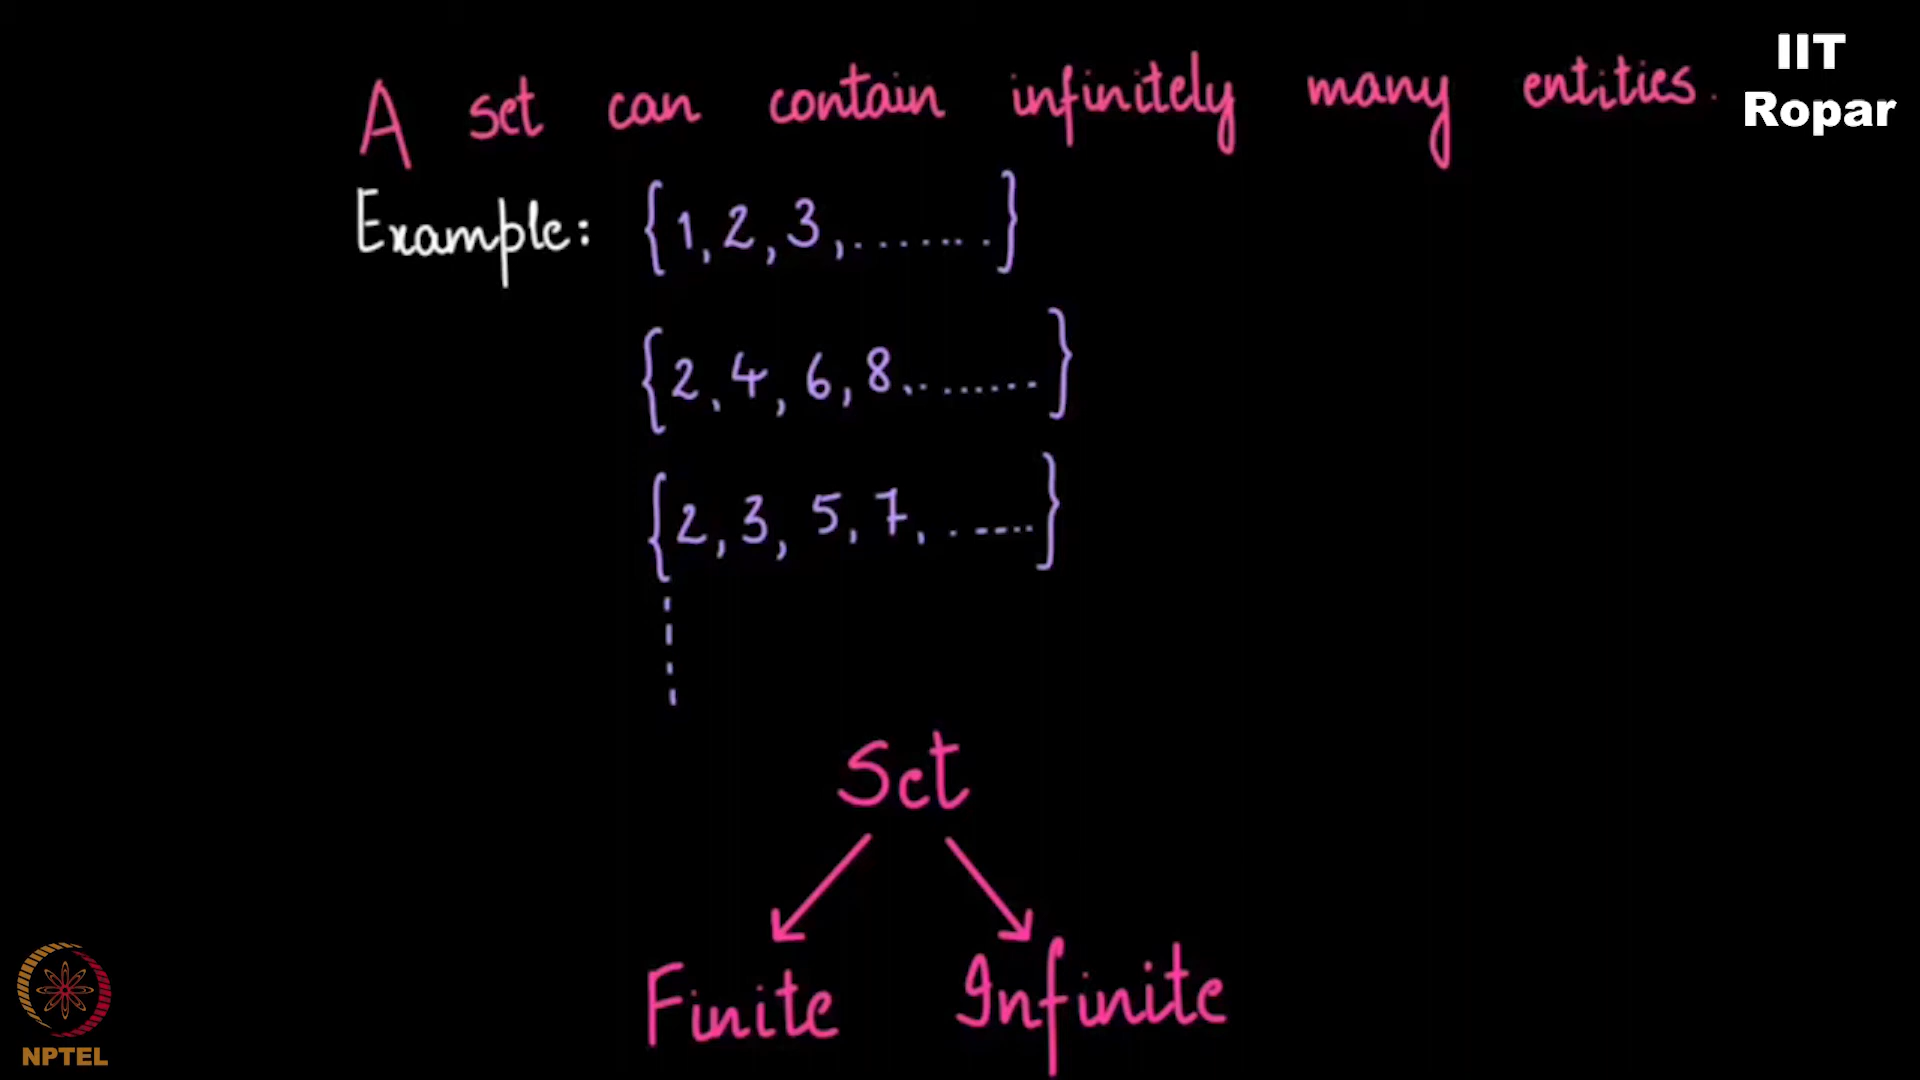 A set can contain infinitely many entities.
IIT
Ropar
Example: {1, 2, 3, ........}
{2, 4, 6, 8, ........}
{2, 3, 5, 7, ......}
Set
Finite Infinite
NPTEL